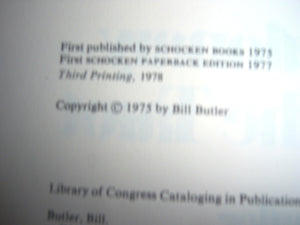 First published by SCHOCKEN BOOKS 1975
First SCHOCKEN PAPERBACK EDITION 1977
Third Printing, 1978
Copyright © 1975 by Bill Butler
Library of Congress Cataloging in Publication
Butler, Bill.